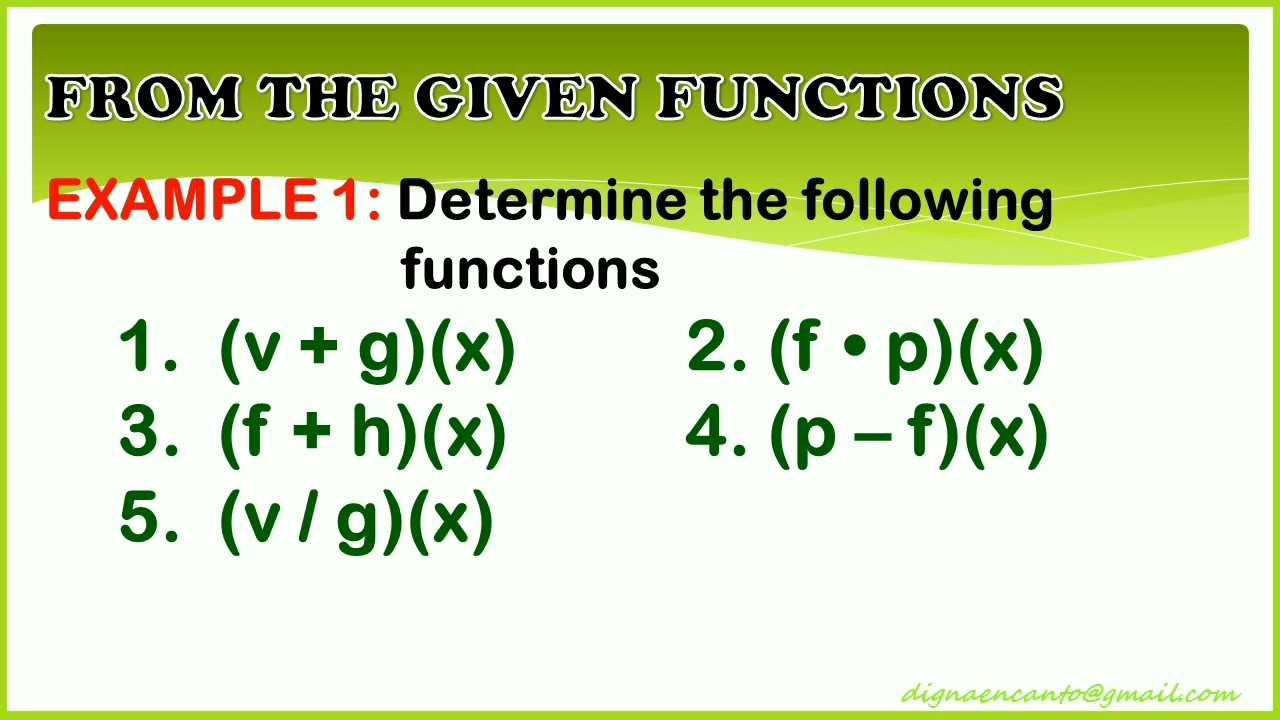 FROM THE GIVEN FUNCTIONS
EXAMPLE 1: Determine the following
functions
1. (v + g)(x) 2. (f • p)(x)
3. (f + h)(x) 4. (p – f)(x)
5. (v / g)(x)
dignaencanto@gmail.com